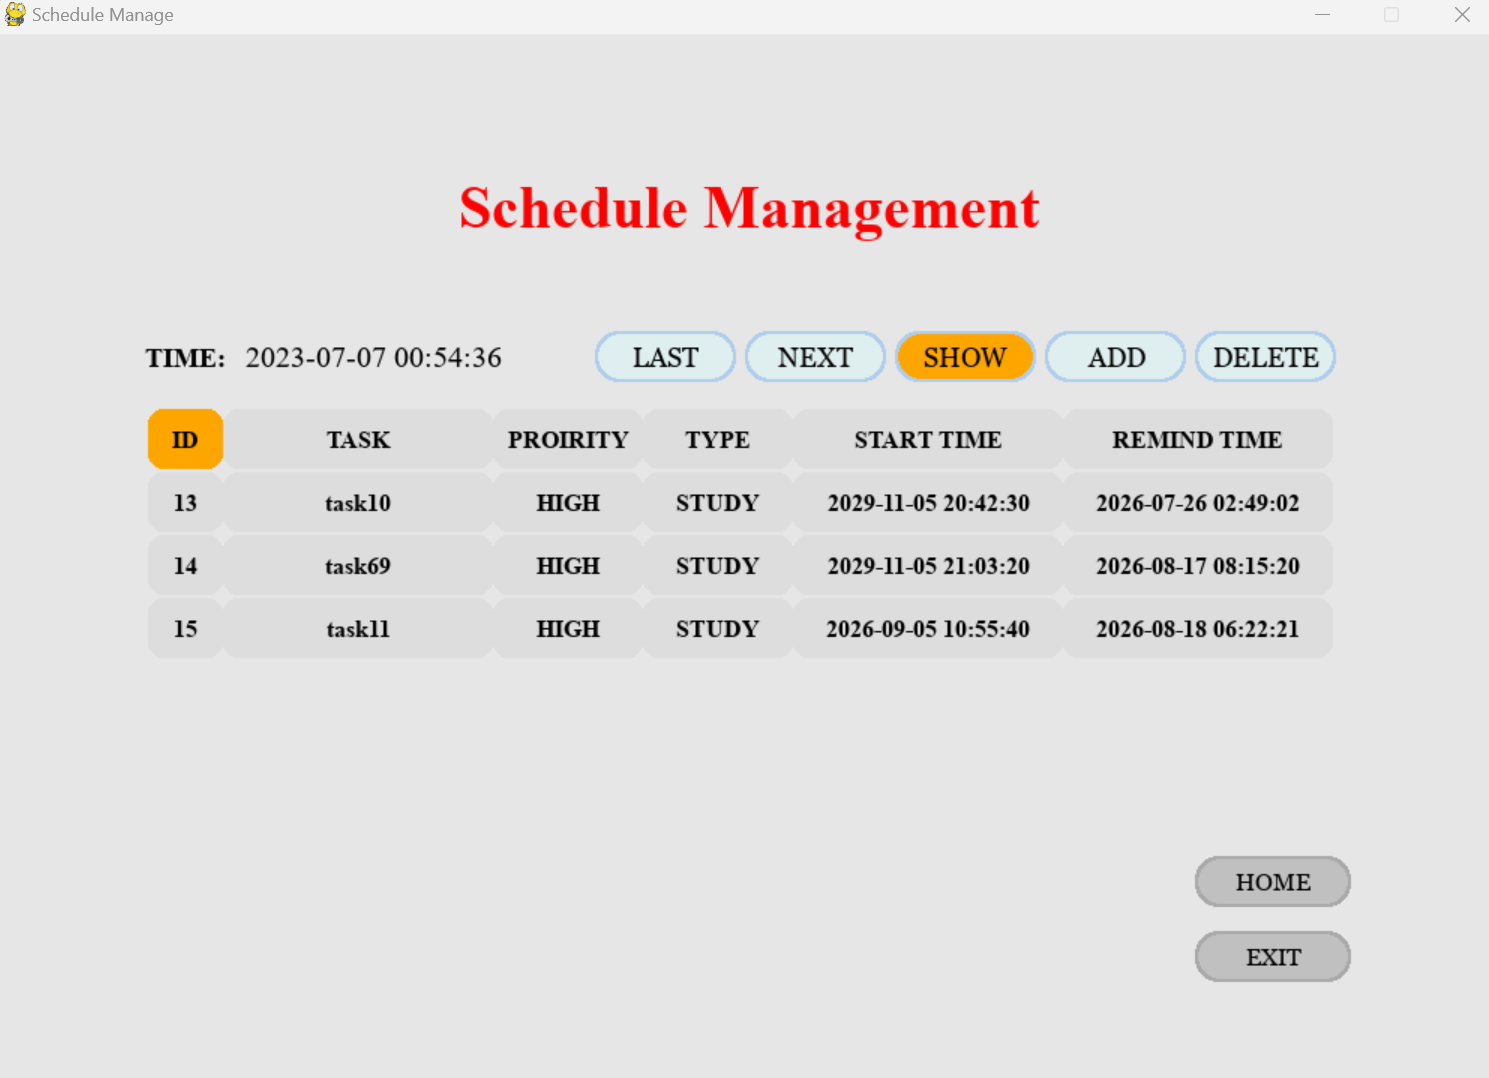 Schedule Manage
Schedule Management
TIME: 2023-07-07 00:54:36 LAST NEXT SHOW ADD DELETE
ID TASK PROIRITY TYPE START TIME REMIND TIME
13 task10 HIGH STUDY 2029-11-05 20:42:30 2026-07-26 02:49:02
14 task69 HIGH STUDY 2029-11-05 21:03:20 2026-08-17 08:15:20
15 task11 HIGH STUDY 2026-09-05 10:55:40 2026-08-18 06:22:21
HOME
EXIT